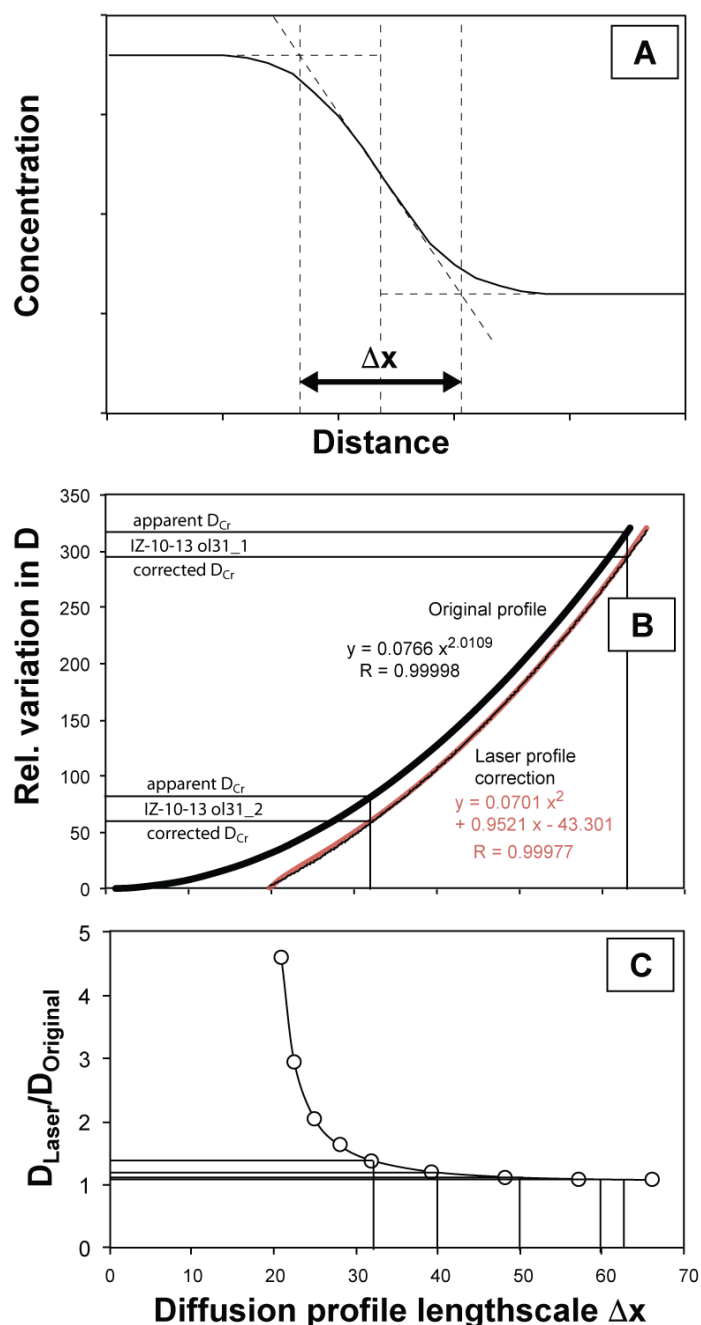 A
Concentration
Δx
Distance
350
300
250
200
150
100
50
0
Rel. variation in D
apparent D_Cr
IZ-10-13 ol31_1
corrected D_Cr
B
Original profile
y = 0.0766 x^2.0109
R = 0.99998
apparent D_Cr
IZ-10-13 ol31_2
corrected D_Cr
Laser profile
correction
y = 0.0701 x^2
+ 0.9521 x - 43.301
R = 0.99977
C
5
4
3
2
1
0
D_Laser/D_Original
0 10 20 30 40 50 60 70
Diffusion profile lengthscale Δx